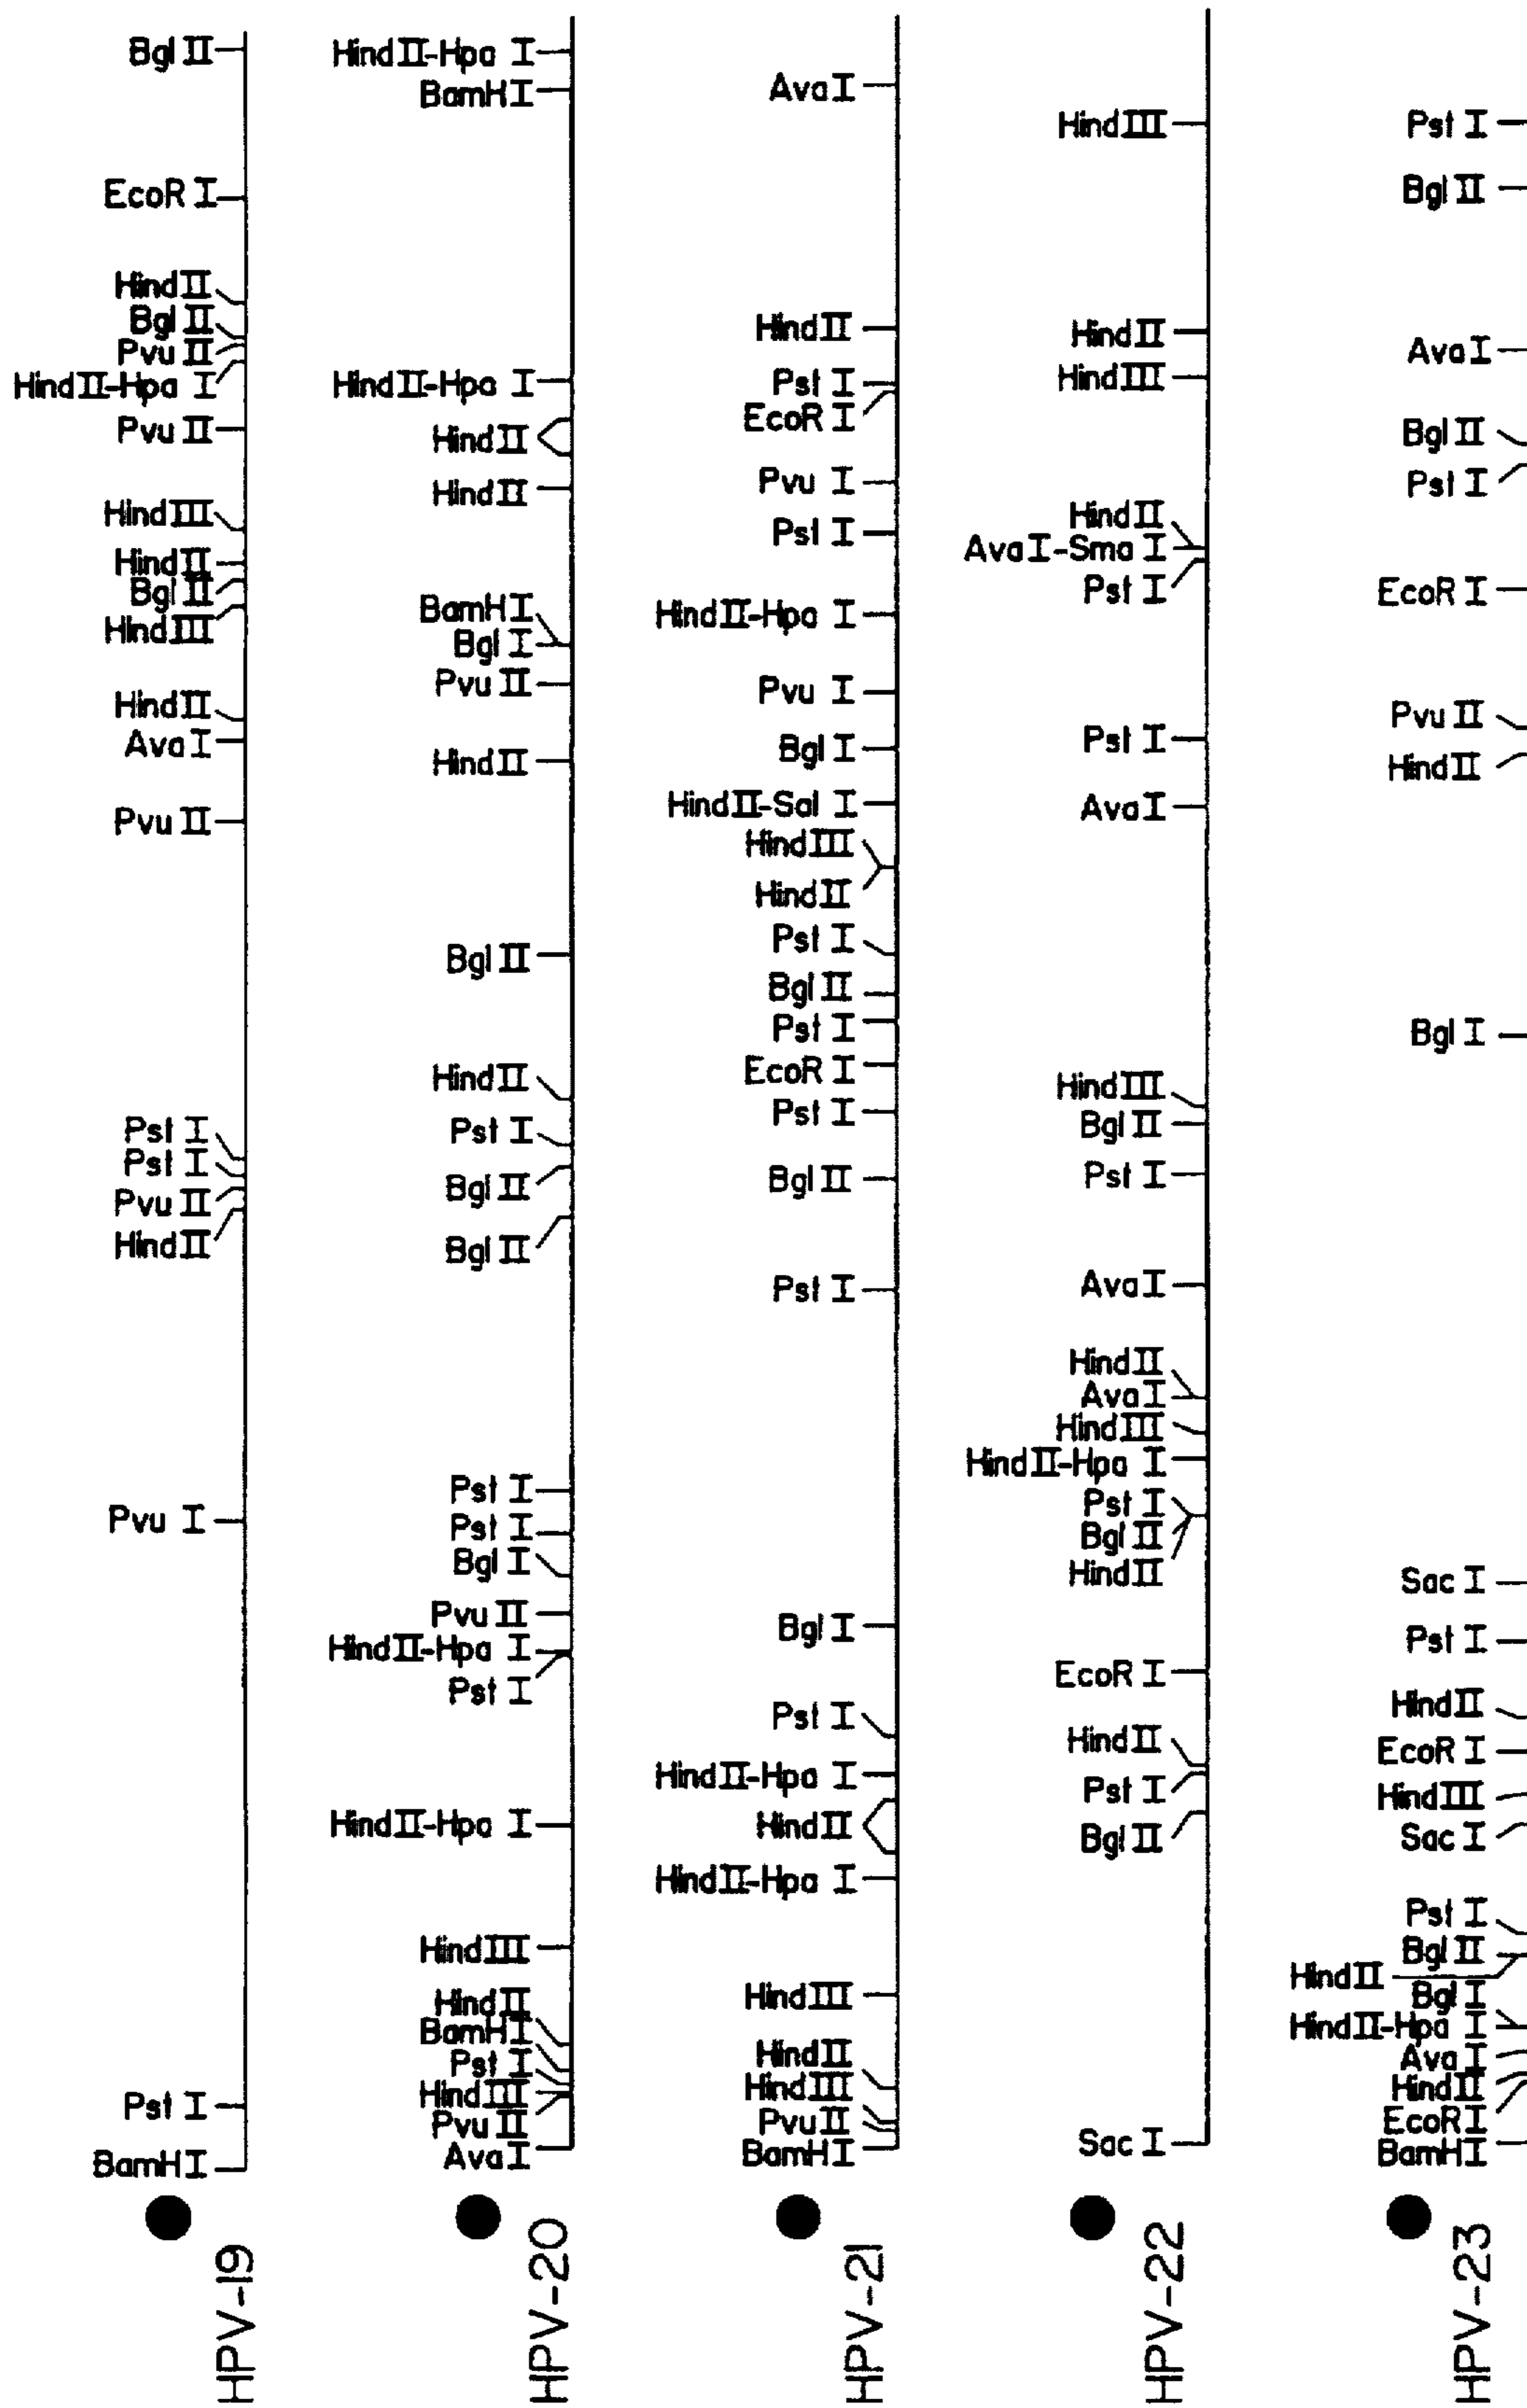 Bgl II
EcoR I
Hind II
Bgl II
Pvu II
Hind II-Hpa I
Pvu II
Hind III
Hind II
Bgl II
Hind III
Hind II
Ava I
Pvu II
Pst I
Pst I
Pvu II
Hind II
Pvu I
Pst I
BamH I
HPV-19
Hind II-Hpa I
BamH I
Hind II-Hpa I
Hind II
Hind II
BamH I
Bgl I
Pvu II
Hind II
Bgl II
Hind II
Pst I
Bgl II
Bgl II
Pst I
Pst I
Bgl I
Pvu II
Hind II-Hpa I
Pst I
Hind II-Hpa I
Hind III
Hind II
BamH I
Pst I
Hind III
Pvu II
Ava I
HPV-20
Ava I
Hind II
Pst I
EcoR I
Pvu I
Pst I
Hind II-Hpa I
Pvu I
Bgl I
Hind II-Sal I
Hind III
Hind II
Pst I
Bgl II
Pst I
EcoR I
Pst I
Bgl II
Pst I
Bgl I
Pst I
Hind II-Hpa I
Hind II
Hind II-Hpa I
Hind III
Hind II
Hind III
Pvu II
BamH I
HPV-21
Hind III
Hind II
Hind III
Hind II
Ava I-Sma I
Pst I
Pst I
Ava I
Hind III
Bgl II
Pst I
Ava I
Hind II
Ava I
Hind III
Hind II-Hpa I
Pst I
Bgl II
Hind II
EcoR I
Hind II
Pst I
Bgl II
Sac I
HPV-22
Pst I
Bgl II
Ava I
Bgl II
Pst I
EcoR I
Pvu II
Hind II
Bgl I
Sac I
Pst I
Hind II
EcoR I
Hind III
Sac I
Pst I
Bgl II
Hind II
Bgl I
Hind II-Hpa I
Ava I
Hind II
EcoR I
BamH I
HPV-23